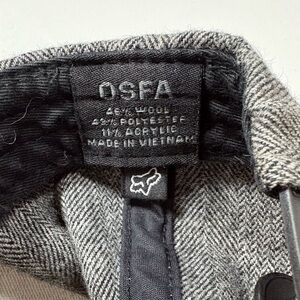 OSFA
46% WOOL
43% POLYESTER
11% ACRYLIC
MADE IN VIETNAM